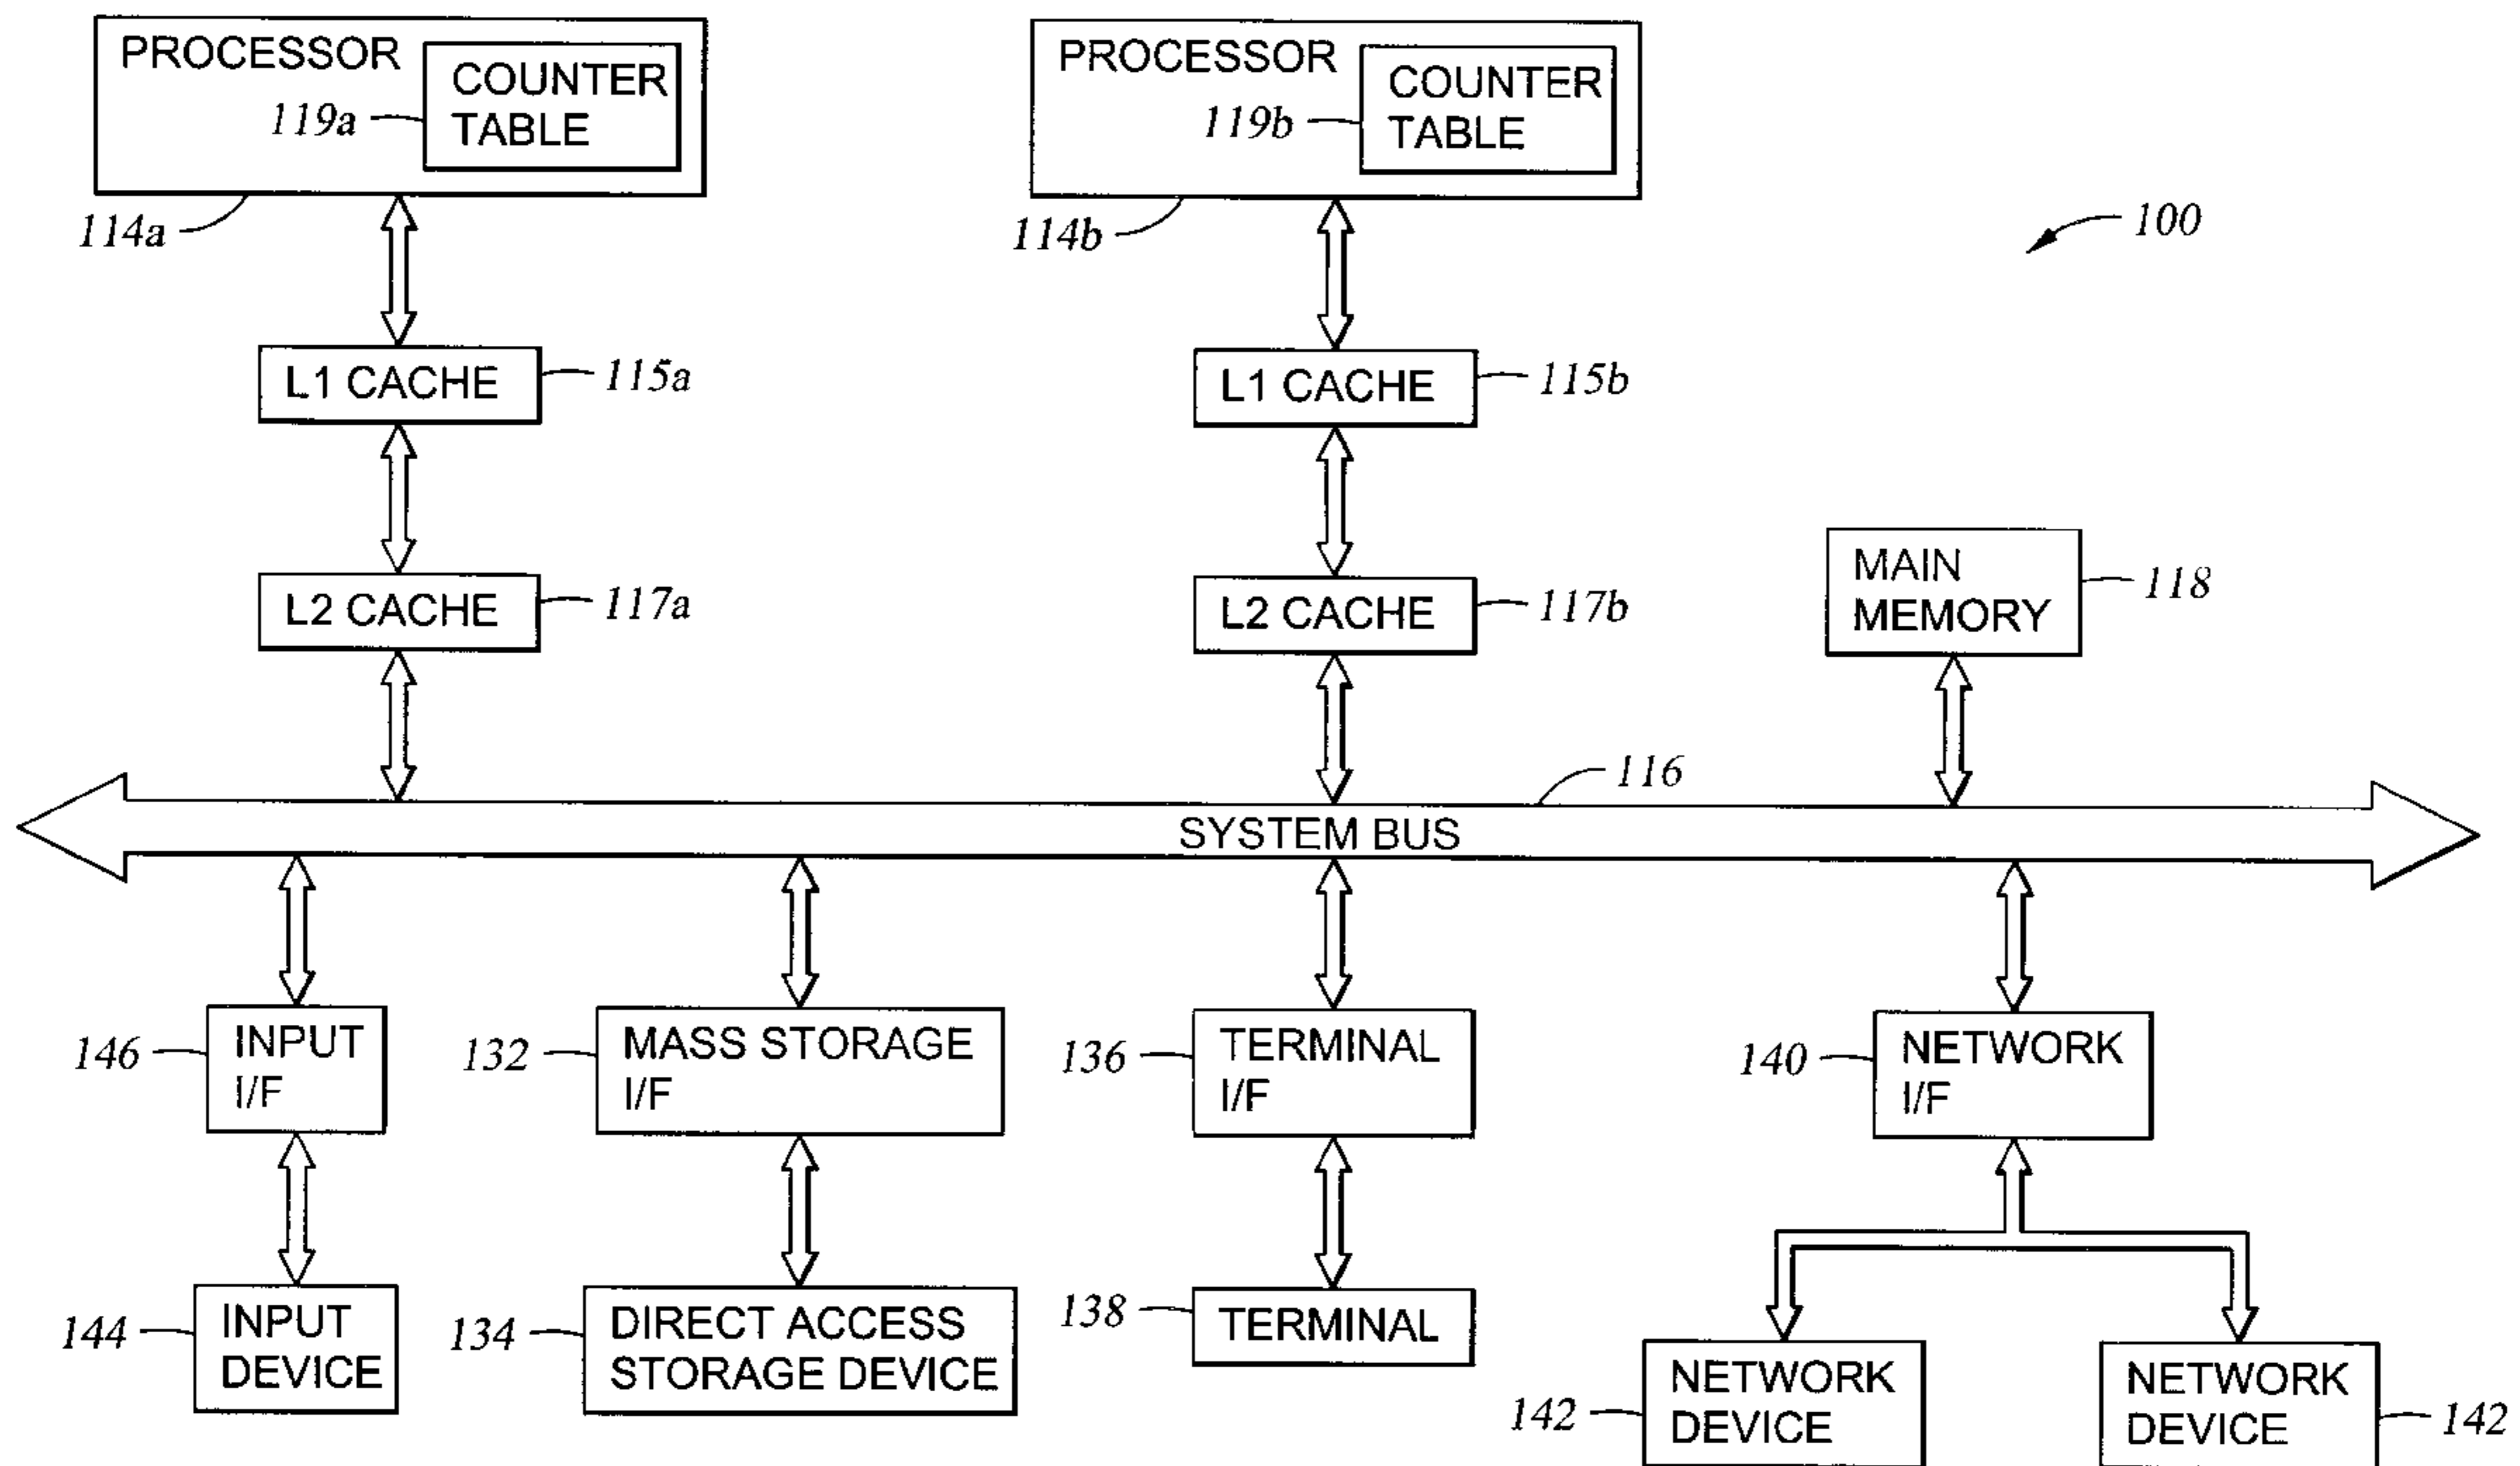 PROCESSOR
COUNTER
TABLE
119a
114a
PROCESSOR
COUNTER
TABLE
119b
114b
100
L1 CACHE
115a
L1 CACHE
115b
L2 CACHE
117a
L2 CACHE
117b
MAIN
MEMORY
118
116
SYSTEM BUS
146
INPUT
I/F
132
MASS STORAGE
I/F
136
TERMINAL
I/F
140
NETWORK
I/F
144
INPUT
DEVICE
134
DIRECT ACCESS
STORAGE DEVICE
138
TERMINAL
142
NETWORK
DEVICE
NETWORK
DEVICE
142